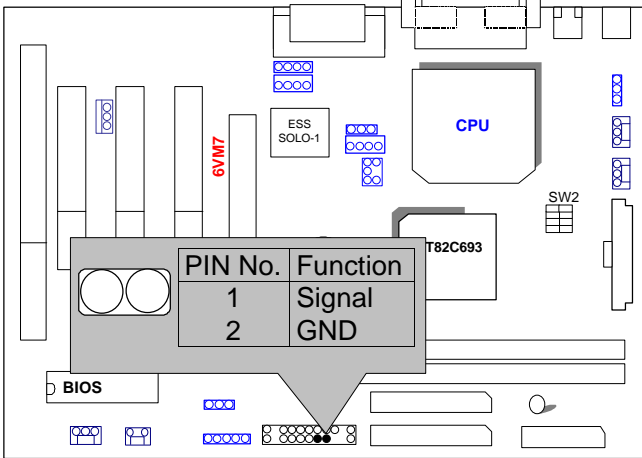 ESS
SOLO-1
CPU
6VM7
SW2
T82C693
PIN No. Function
1 Signal
2 GND
BIOS